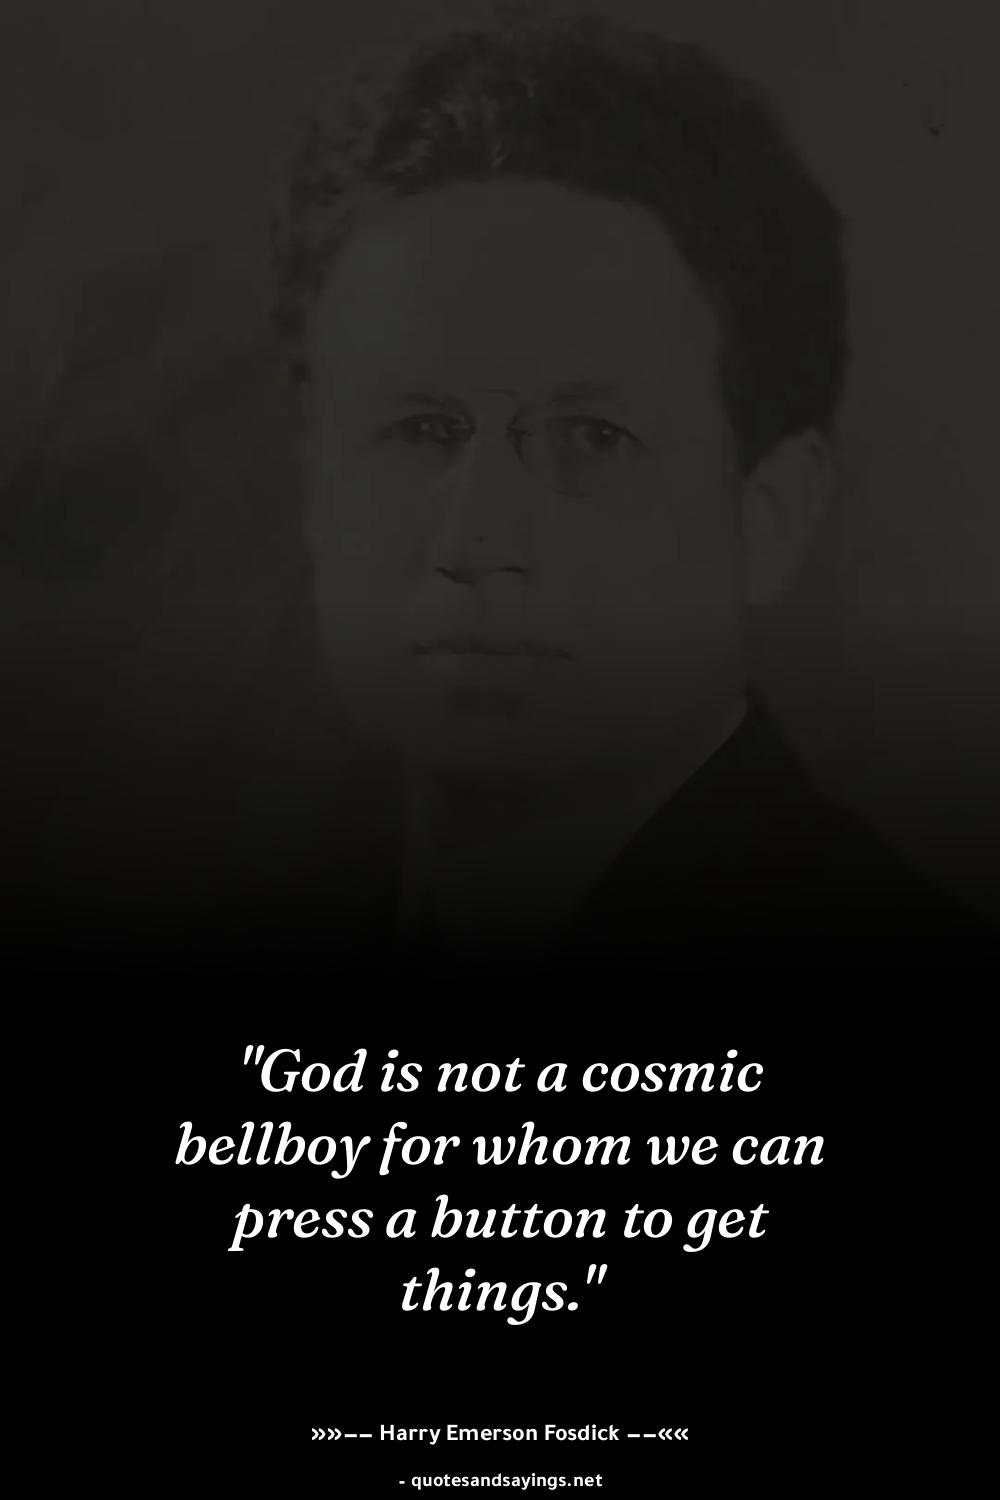 "God is not a cosmic
bellboy for whom we can
press a button to get
things."
»»–– Harry Emerson Fosdick ––««
- quotesandsayings.net